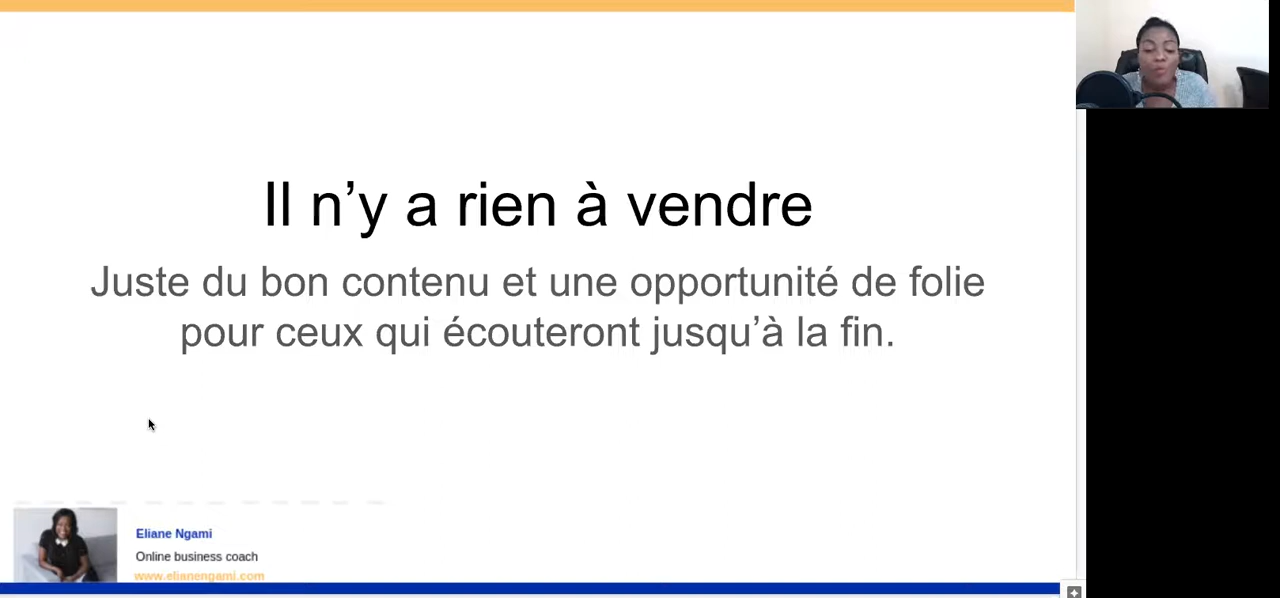 Il n’y a rien à vendre
Juste du bon contenu et une opportunité de folie
pour ceux qui écouteront jusqu’à la fin.
Eliane Ngami
Online business coach
www.elianengami.com